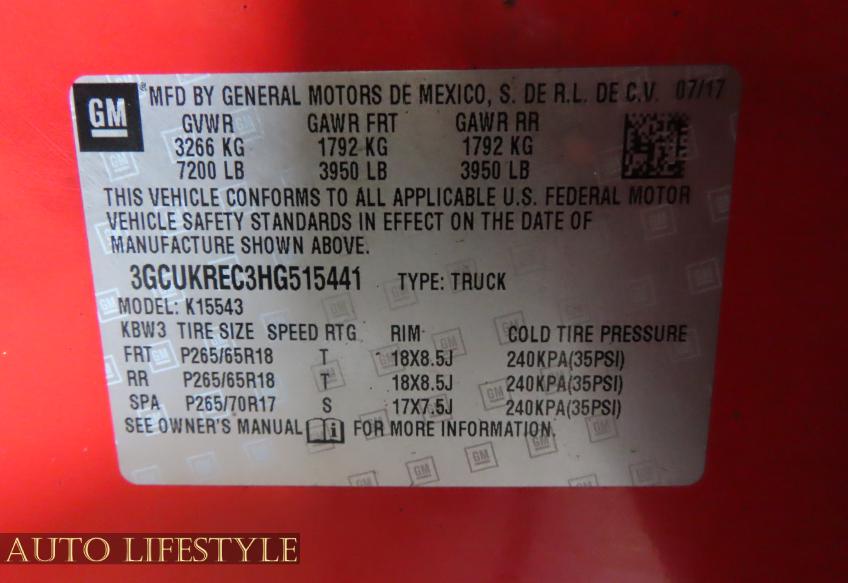 GM MFD BY GENERAL MOTORS DE MEXICO, S. DE R.L. DE C.V. 07/17
GVWR GAWR FRT GAWR RR
3266 KG 1792 KG 1792 KG
7200 LB 3950 LB 3950 LB
THIS VEHICLE CONFORMS TO ALL APPLICABLE U.S. FEDERAL MOTOR
VEHICLE SAFETY STANDARDS IN EFFECT ON THE DATE OF
MANUFACTURE SHOWN ABOVE.
3GCUKREC3HG515441 TYPE: TRUCK
MODEL: K15543
KBW3 TIRE SIZE SPEED RTG RIM COLD TIRE PRESSURE
FRT P265/65R18 T 18X8.5J 240KPA(35PSI)
RR P265/65R18 T 18X8.5J 240KPA(35PSI)
SPA P265/70R17 S 17X7.5J 240KPA(35PSI)
SEE OWNER'S MANUAL FOR MORE INFORMATION.
AUTO LIFESTYLE